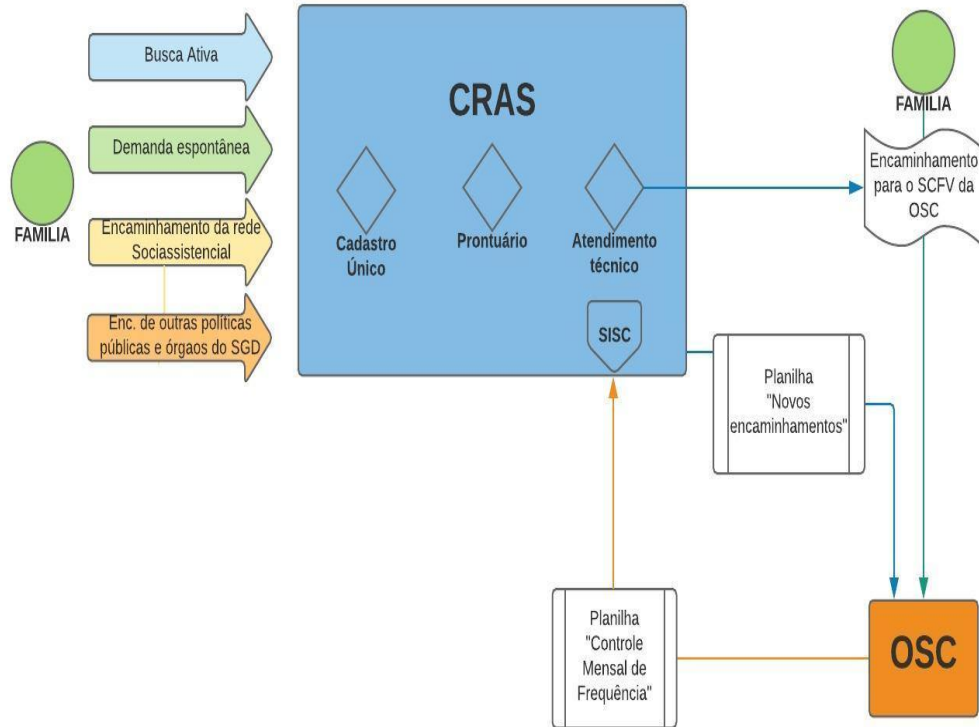 FAMILIA
Busca Ativa
Demanda espontânea
Encaminhamento da rede
Sociassistencial
Enc. de outras políticas
públicas e órgaos do SGD
CRAS
Cadastro
Único
Prontuário
Atendimento
técnico
SISC
FAMILIA
Encaminhamento
para o SCFV da
OSC
Planilha
"Novos
encaminhamentos"
Planilha
"Controle
Mensal de
Frequência"
OSC